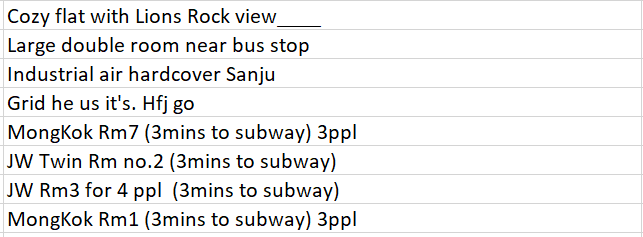 Cozy flat with Lions Rock view____
Large double room near bus stop
Industrial air hardcover Sanju
Grid he us it's. Hfj go
MongKok Rm7 (3mins to subway) 3ppl
JW Twin Rm no.2 (3mins to subway)
JW Rm3 for 4 ppl  (3mins to subway)
MongKok Rm1 (3mins to subway) 3ppl